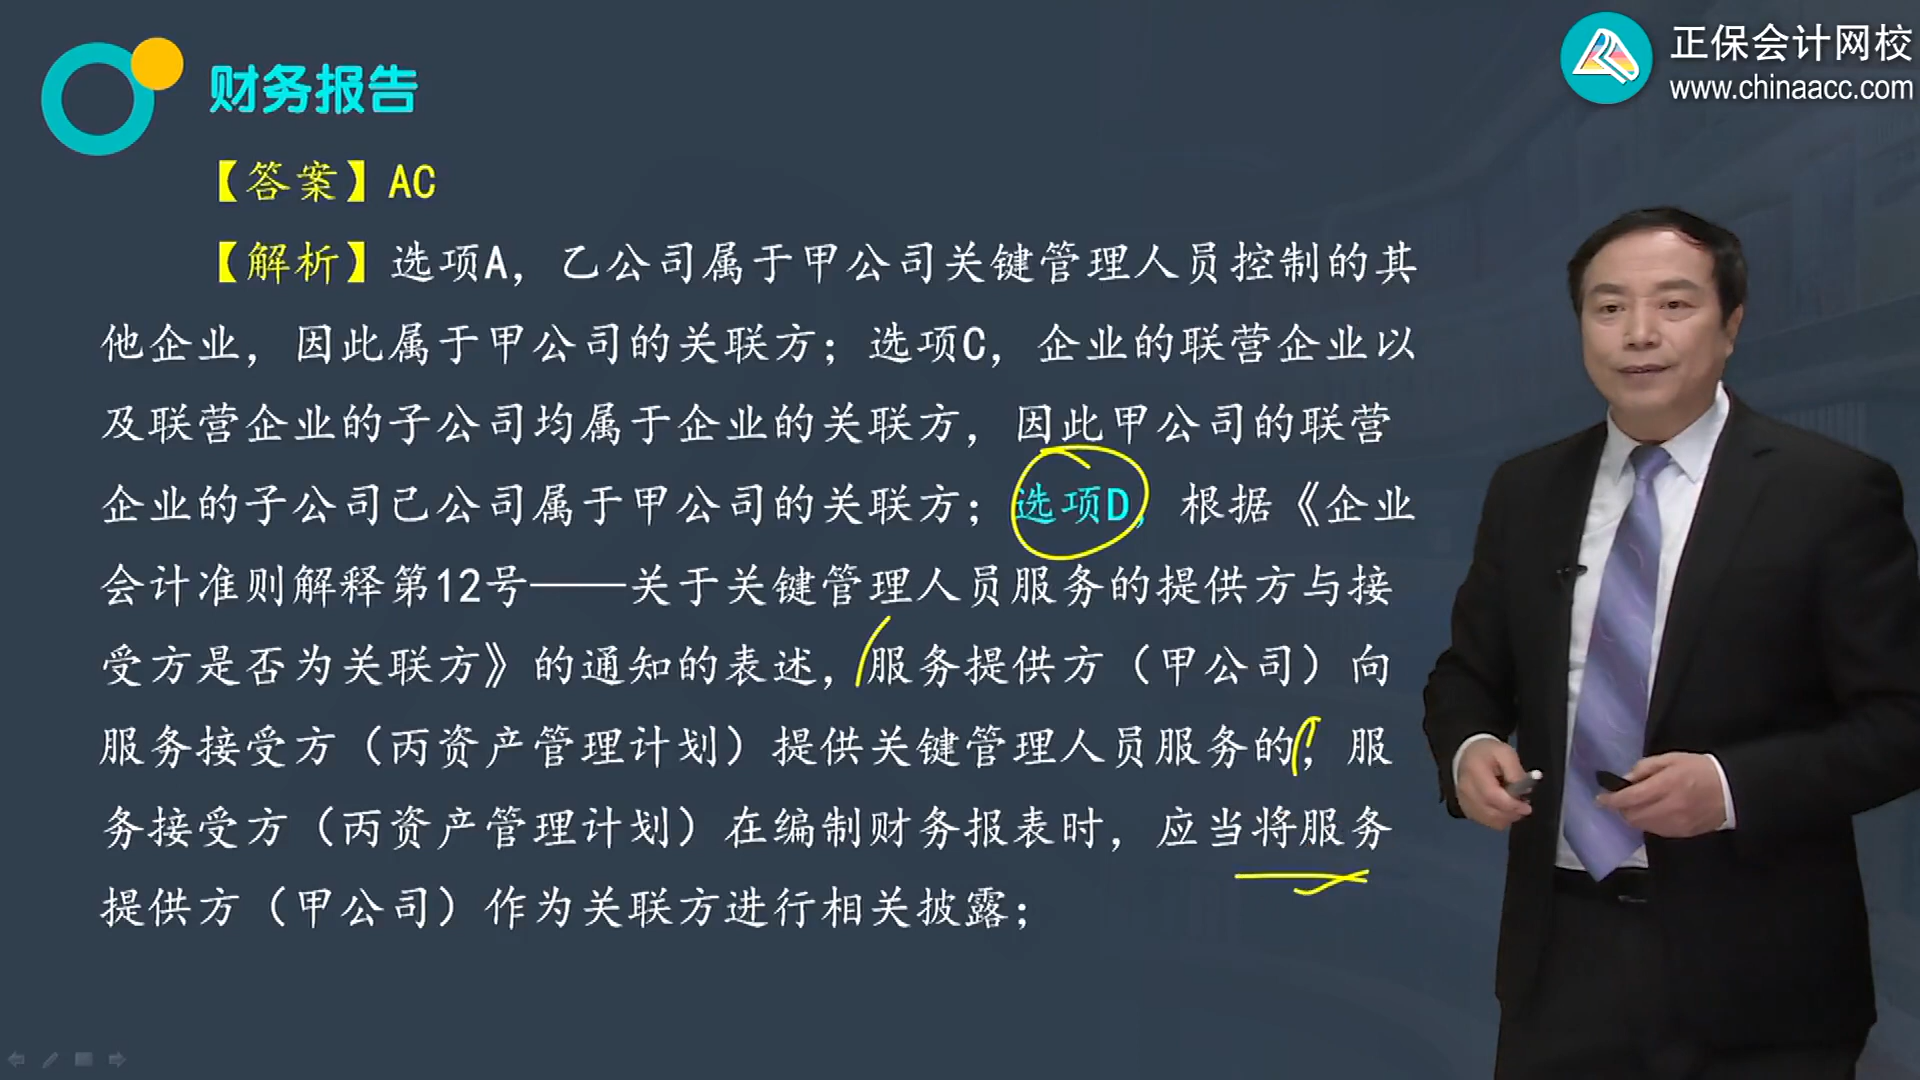 正保会计网校
www.chinaacc.com
财务报告
【答案】AC
【解析】选项A，乙公司属于甲公司关键管理人员控制的其
他企业，因此属于甲公司的关联方；选项C，企业的联营企业以
及联营企业的子公司均属于企业的关联方，因此甲公司的联营
企业的子公司己公司属于甲公司的关联方；选项D，根据《企业
会计准则解释第12号——关于关键管理人员服务的提供方与接
受方是否为关联方》的通知的表述，服务提供方（甲公司）向
服务接受方（丙资产管理计划）提供关键管理人员服务的，服
务接受方（丙资产管理计划）在编制财务报表时，应当将服务
提供方（甲公司）作为关联方进行相关披露；